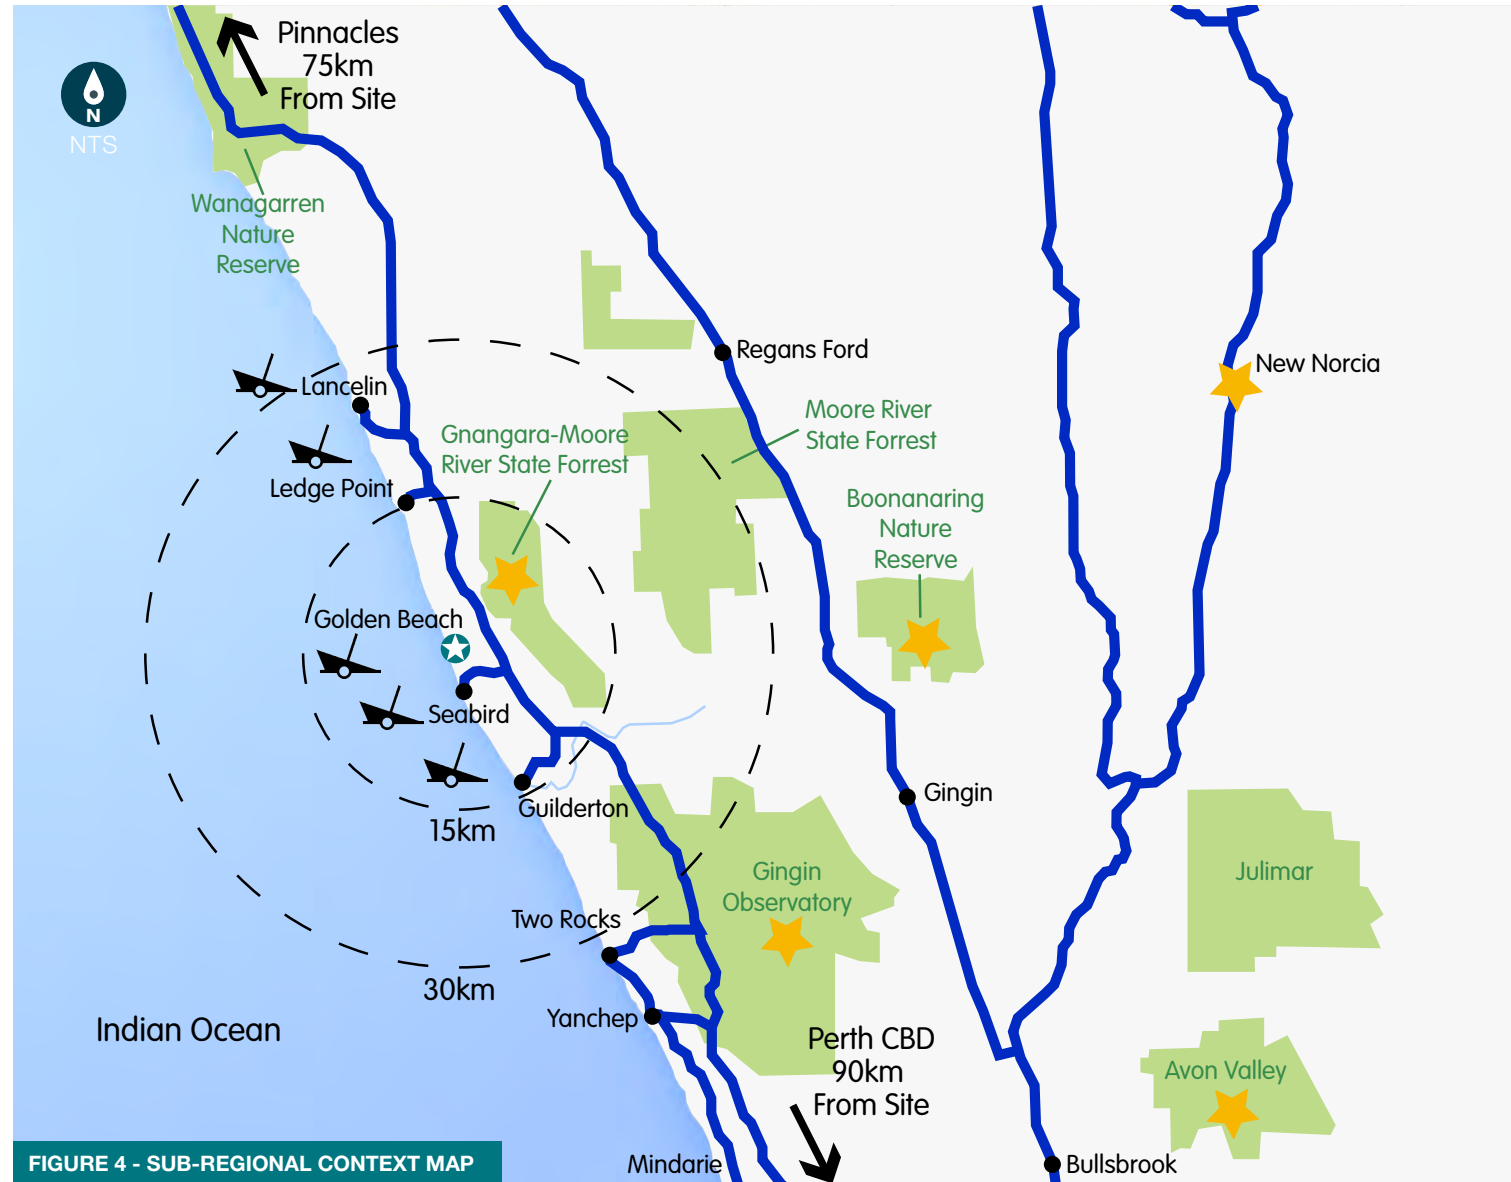 Pinnacles
75km
From Site
N
NTS
Wanagarren
Nature
Reserve
Regans Ford
New Norcia
Lancelin
Moore River
State Forrest
Gnangara-Moore
River State Forrest
Ledge Point
Boonanaring
Nature
Reserve
Golden Beach
Seabird
Guilderton
15km
Gingin
Gingin
Observatory
Julimar
Two Rocks
30km
Yanchep
Indian Ocean
Perth CBD
90km
From Site
Avon Valley
Mindarie
Bullsbrook
FIGURE 4 - SUB-REGIONAL CONTEXT MAP